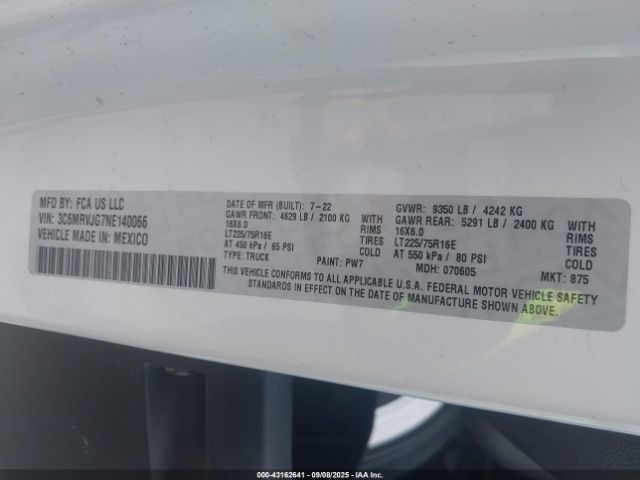 MFD BY: FCA US LLC
VIN: 3C6MRVJG7NE140066
VEHICLE MADE IN: MEXICO
DATE OF MFR (BUILT): 7-22
GAWR FRONT: 4629 LB / 2100 KG WITH
16X6.0 RIMS
LT225/75R16E TIRES
AT 450 kPa / 65 PSI COLD
TYPE: TRUCK PAINT: PW7
GVWR: 9350 LB / 4242 KG
GAWR REAR: 5291 LB / 2400 KG WITH
16X6.0 RIMS
LT225/75R16E TIRES
AT 550 kPa / 80 PSI COLD
MDH: 070605 MKT: 875
THIS VEHICLE CONFORMS TO ALL APPLICABLE U.S.A. FEDERAL MOTOR VEHICLE SAFETY
STANDARDS IN EFFECT ON THE DATE OF MANUFACTURE SHOWN ABOVE.
00-43162641 - 09/08/2025 - IAAI.com